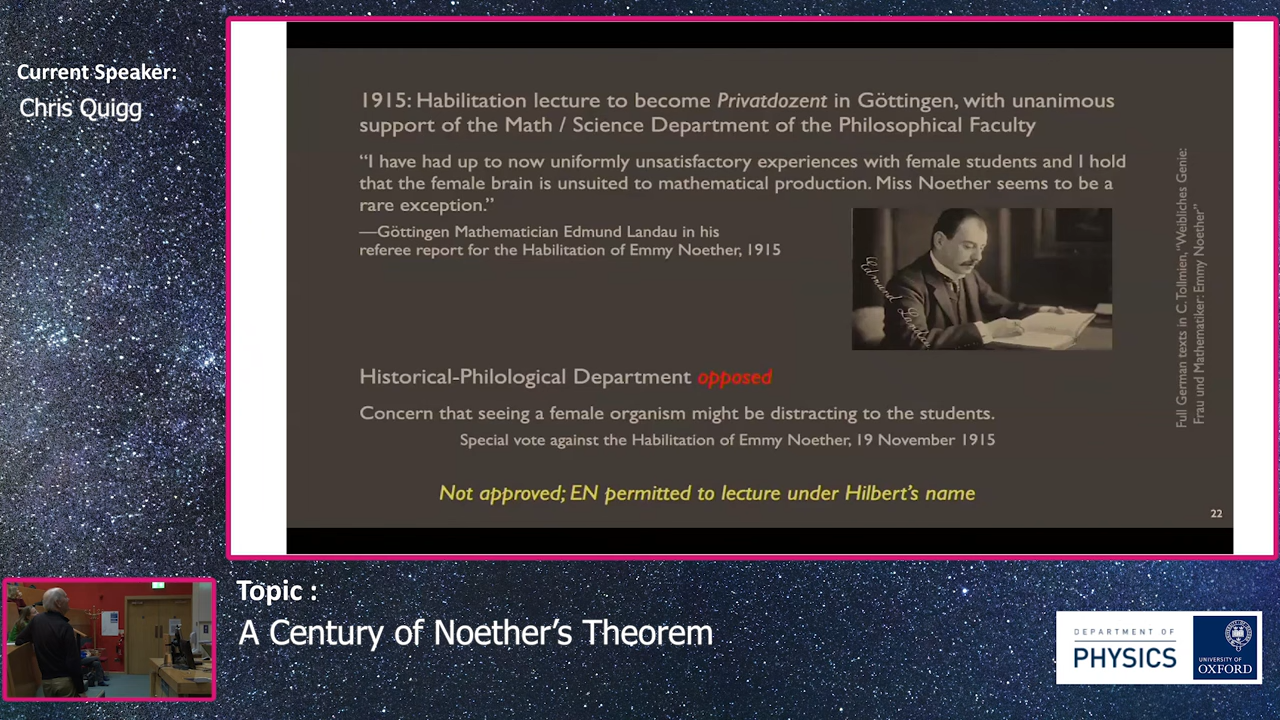 Current Speaker:
Chris Quigg
1915: Habilitation lecture to become Privatdozent in Göttingen, with unanimous
support of the Math / Science Department of the Philosophical Faculty
“I have had up to now uniformly unsatisfactory experiences with female students and I hold
that the female brain is unsuited to mathematical production. Miss Noether seems to be a
rare exception.”
—Göttingen Mathematician Edmund Landau in his
referee report for the Habilitation of Emmy Noether, 1915
Edmund Landau
Full German texts in C. Tollmien, “Weibliches Genie:
Frau und Mathematiker: Emmy Noether”
Historical-Philological Department opposed
Concern that seeing a female organism might be distracting to the students.
Special vote against the Habilitation of Emmy Noether, 19 November 1915
Not approved; EN permitted to lecture under Hilbert’s name
22
Topic :
A Century of Noether’s Theorem
DEPARTMENT OF
PHYSICS
UNIVERSITY OF
OXFORD